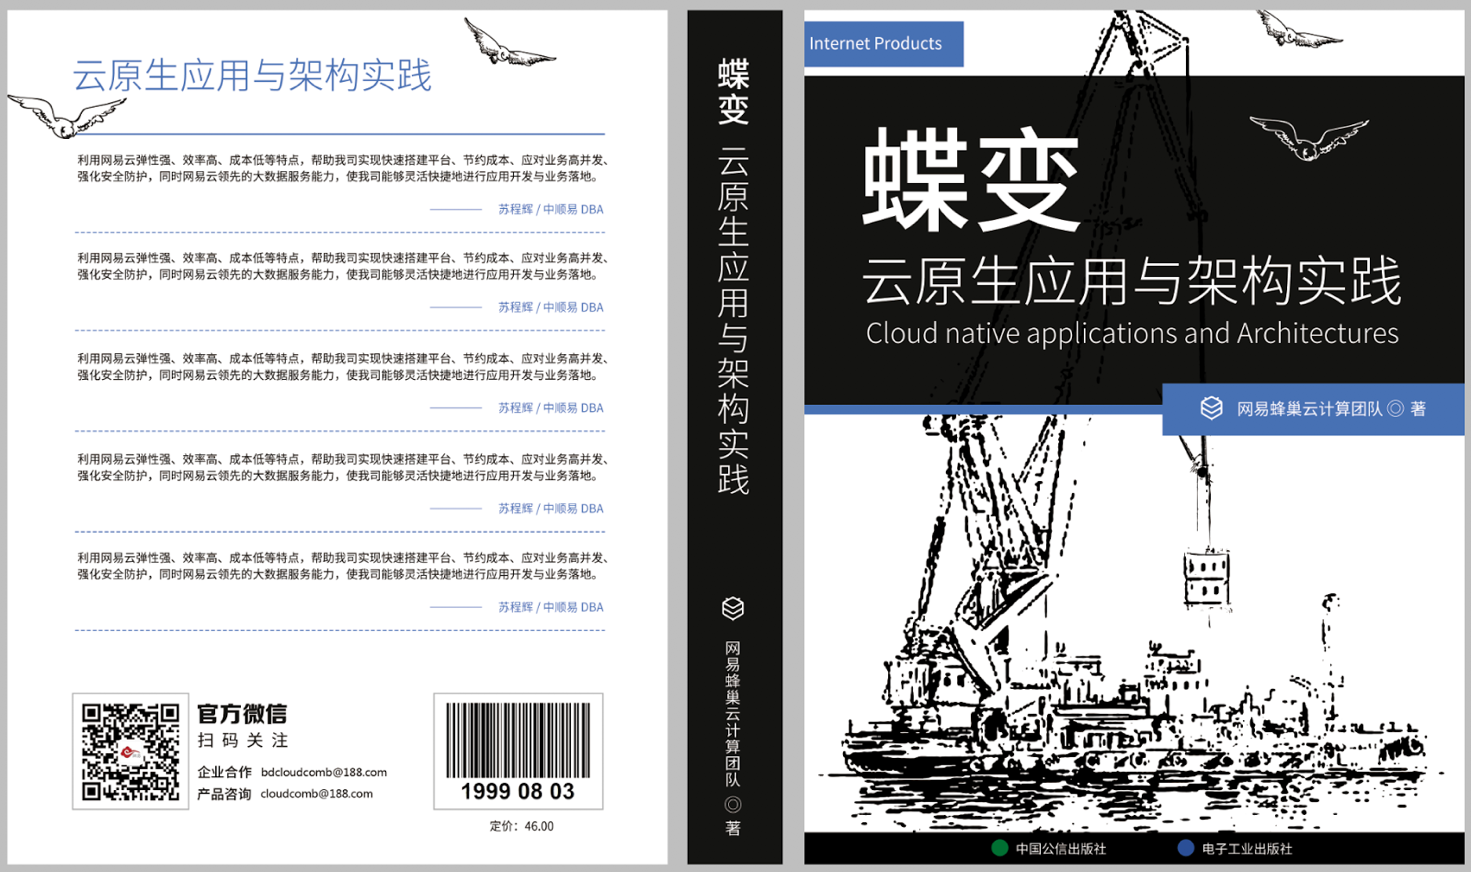 云原生应用与架构实践
利用网易云弹性强、效率高、成本低等特点，帮助我司实现快速搭建平台、节约成本、应对业务高并发、
强化安全防护，同时网易云领先的大数据服务能力，使我司能够灵活快捷地进行应用开发与业务落地。
苏程辉 / 中顺易 DBA
利用网易云弹性强、效率高、成本低等特点，帮助我司实现快速搭建平台、节约成本、应对业务高并发、
强化安全防护，同时网易云领先的大数据服务能力，使我司能够灵活快捷地进行应用开发与业务落地。
苏程辉 / 中顺易 DBA
利用网易云弹性强、效率高、成本低等特点，帮助我司实现快速搭建平台、节约成本、应对业务高并发、
强化安全防护，同时网易云领先的大数据服务能力，使我司能够灵活快捷地进行应用开发与业务落地。
苏程辉 / 中顺易 DBA
利用网易云弹性强、效率高、成本低等特点，帮助我司实现快速搭建平台、节约成本、应对业务高并发、
强化安全防护，同时网易云领先的大数据服务能力，使我司能够灵活快捷地进行应用开发与业务落地。
苏程辉 / 中顺易 DBA
利用网易云弹性强、效率高、成本低等特点，帮助我司实现快速搭建平台、节约成本、应对业务高并发、
强化安全防护，同时网易云领先的大数据服务能力，使我司能够灵活快捷地进行应用开发与业务落地。
苏程辉 / 中顺易 DBA
官方微信
扫码关注
企业合作 bdcloudcomb@188.com
产品咨询 cloudcomb@188.com
1999 08 03
定价：46.00
蝶变 云原生应用与架构实践
网易蜂巢云计算团队 ◎ 著
Internet Products
蝶变
云原生应用与架构实践
Cloud native applications and Architectures
网易蜂巢云计算团队 ◎ 著
中国公信出版社 电子工业出版社